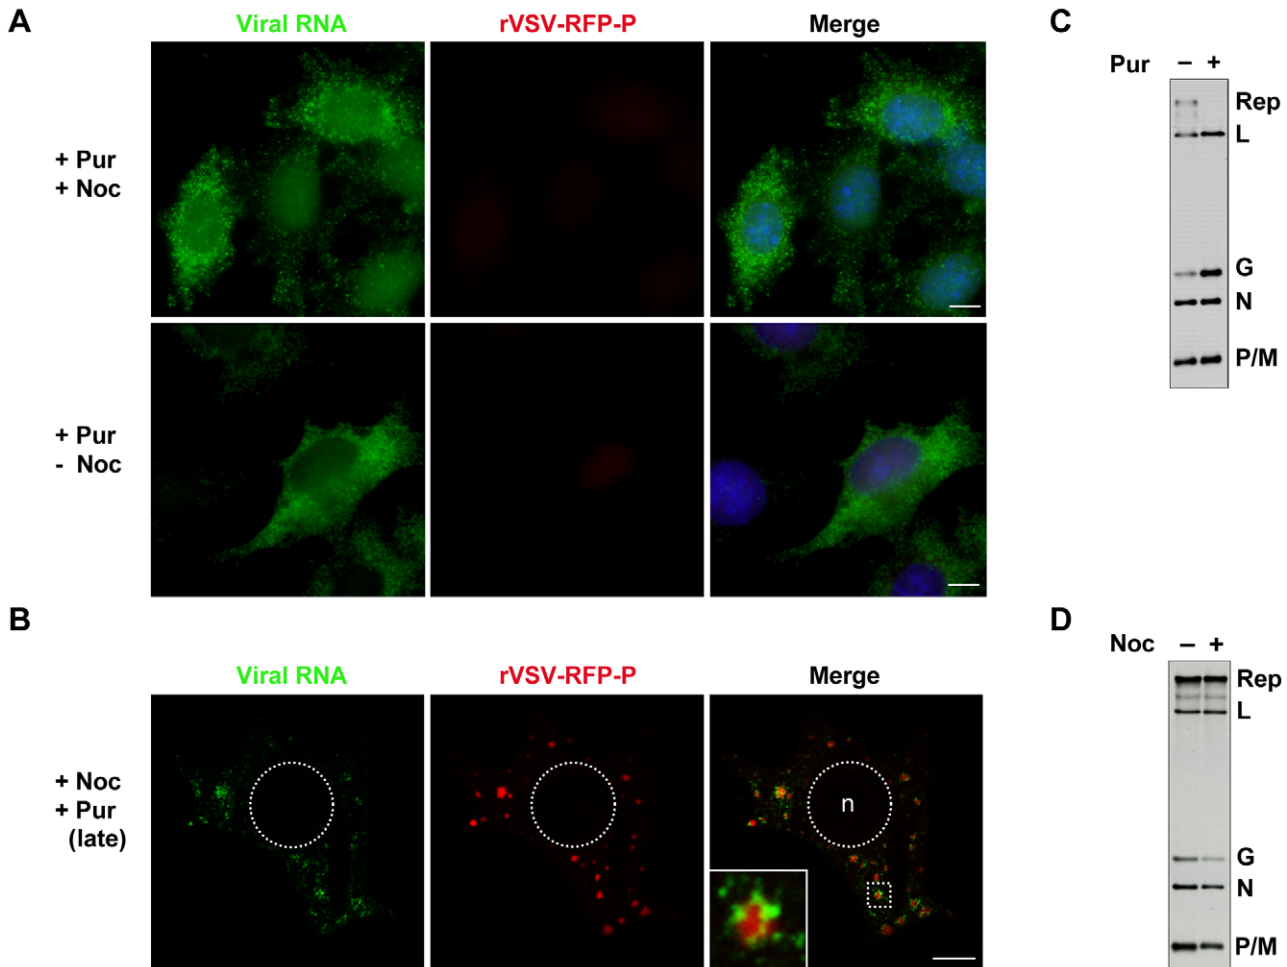 A
Viral RNA
rVSV-RFP-P
Merge
+ Pur
+ Noc
+ Pur
- Noc
B
Viral RNA
rVSV-RFP-P
Merge
+ Noc
+ Pur
(late)
n
C
Pur – +
Rep
L
G
N
P/M
D
Noc – +
Rep
L
G
N
P/M